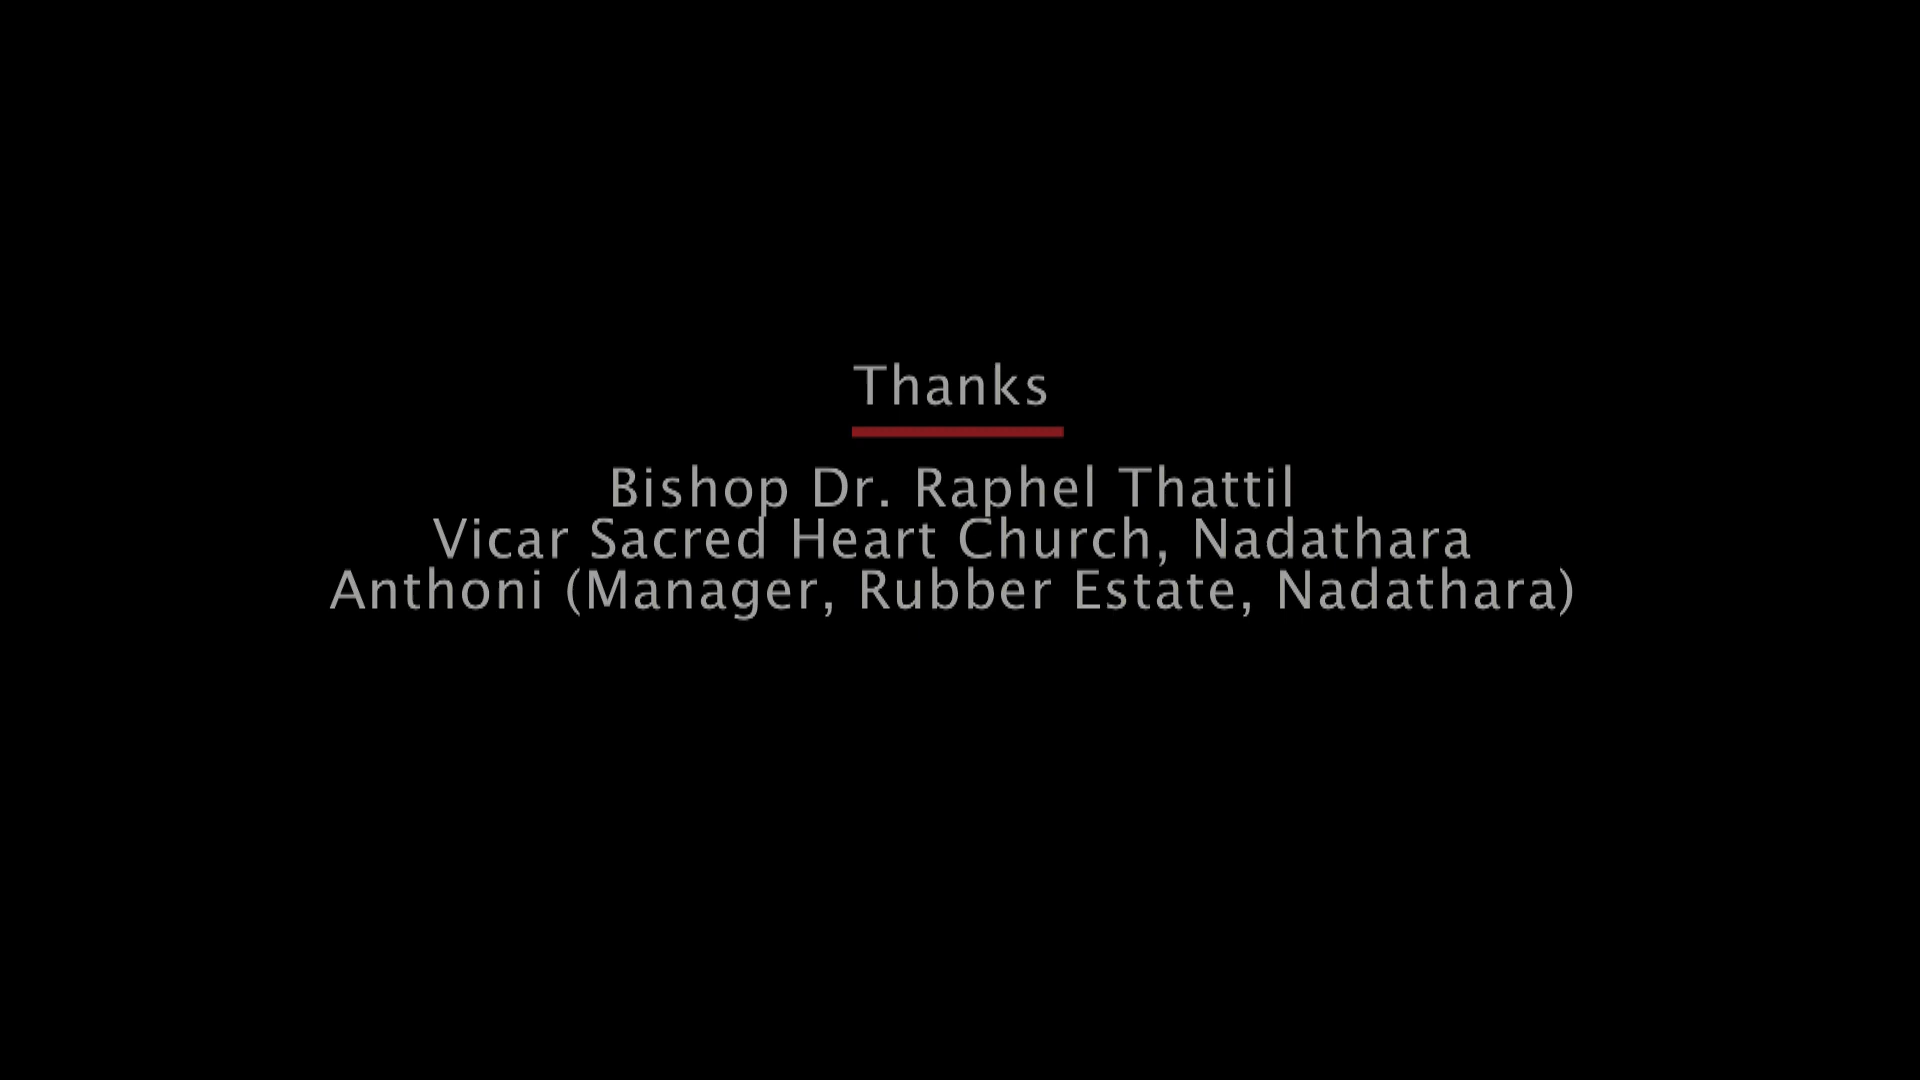 Thanks
Bishop Dr. Raphel Thattil
Vicar Sacred Heart Church, Nadathara
Anthoni (Manager, Rubber Estate, Nadathara)